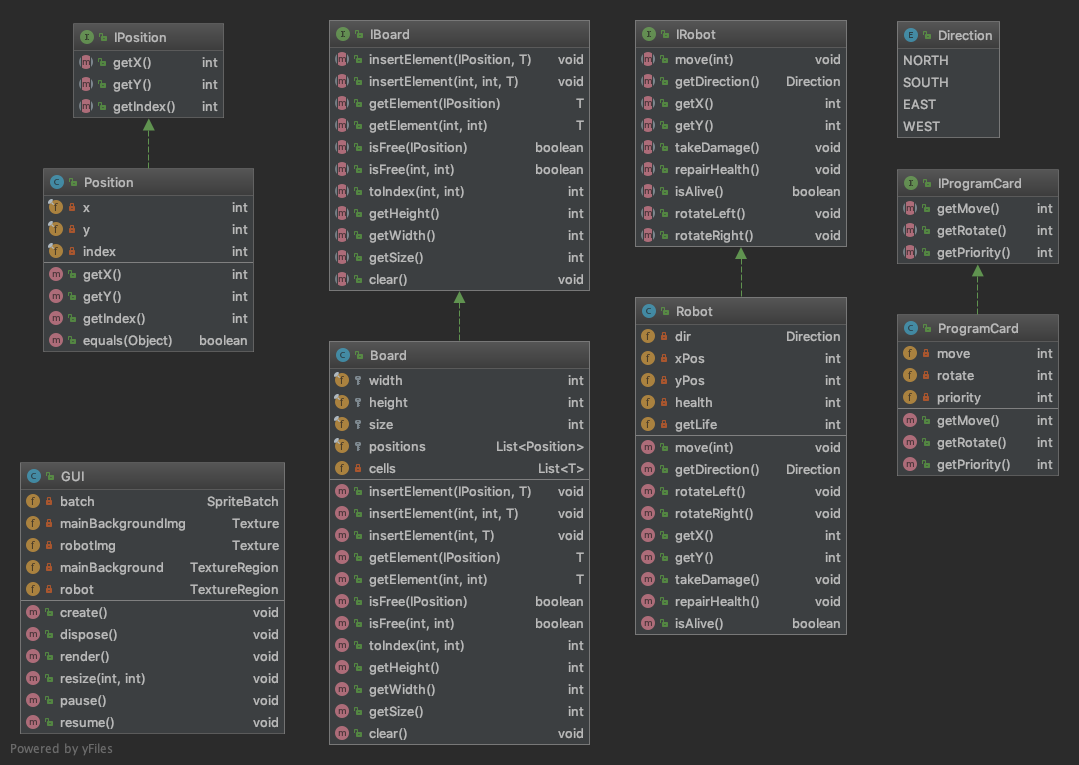 IPosition
getX() int
getY() int
getIndex() int
Position
x int
y int
index int
getX() int
getY() int
getIndex() int
equals(Object) boolean
GUI
batch SpriteBatch
mainBackgroundImg Texture
robotImg Texture
mainBackground TextureRegion
robot TextureRegion
create() void
dispose() void
render() void
resize(int, int) void
pause() void
resume() void
IBoard
insertElement(IPosition, T) void
insertElement(int, int, T) void
getElement(IPosition) T
getElement(int, int) T
isFree(IPosition) boolean
isFree(int, int) boolean
toIndex(int, int) int
getHeight() int
getWidth() int
getSize() int
clear() void
Board
width int
height int
size int
positions List<Position>
cells List<T>
insertElement(IPosition, T) void
insertElement(int, int, T) void
insertElement(int, T) void
getElement(IPosition) T
getElement(int, int) T
isFree(IPosition) boolean
isFree(int, int) boolean
toIndex(int, int) int
getHeight() int
getWidth() int
getSize() int
clear() void
IRobot
move(int) void
getDirection() Direction
getX() int
getY() int
takeDamage() void
repairHealth() void
isAlive() boolean
rotateLeft() void
rotateRight() void
Robot
dir Direction
xPos int
yPos int
health int
getLife int
move(int) void
getDirection() Direction
rotateLeft() void
rotateRight() void
getX() int
getY() int
takeDamage() void
repairHealth() void
isAlive() boolean
Direction
NORTH
SOUTH
EAST
WEST
IProgramCard
getMove() int
getRotate() int
getPriority() int
ProgramCard
move int
rotate int
priority int
getMove() int
getRotate() int
getPriority() int
Powered by yFiles